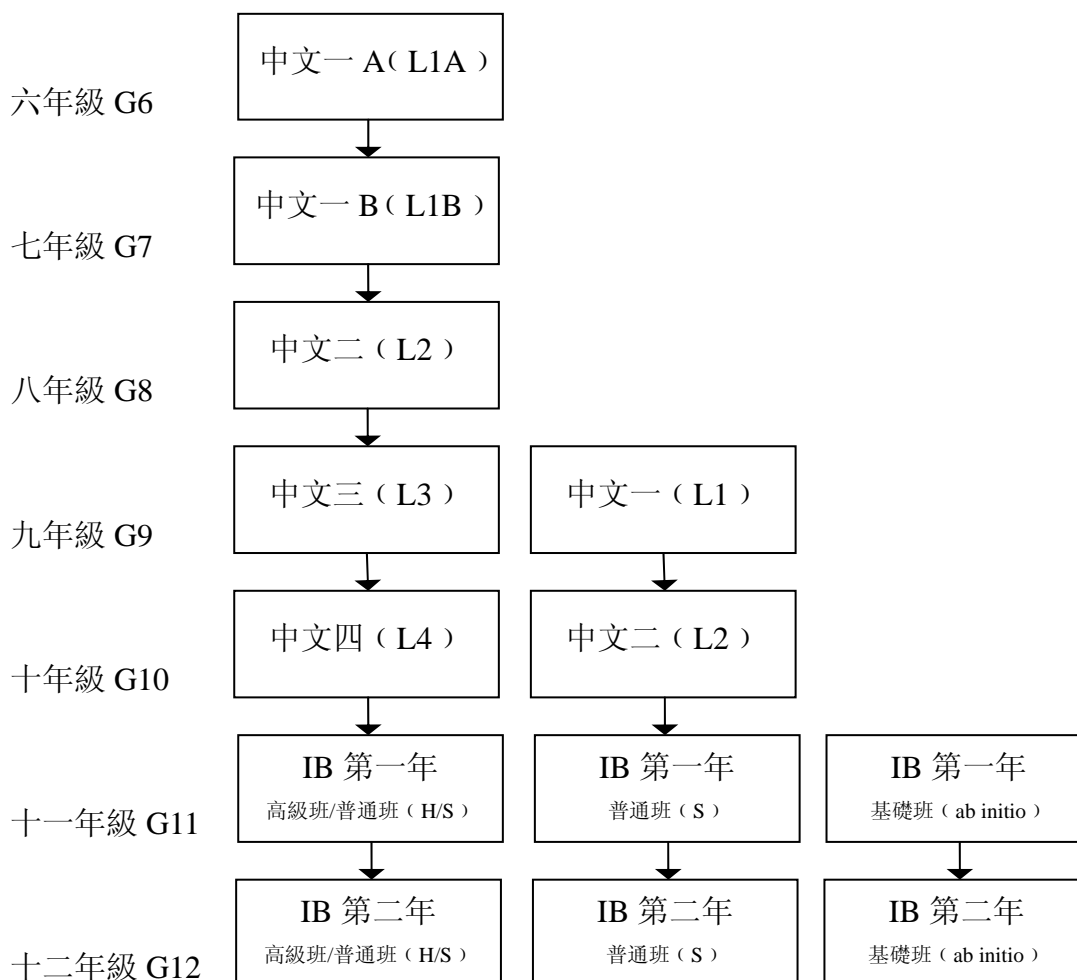 中文一 A（L1A）
六年級 G6
中文一 B（L1B）
七年級 G7
中文二（L2）
八年級 G8
中文三（L3）
中文一（L1）
九年級 G9
中文四（L4）
中文二（L2）
十年級 G10
IB 第一年
高級班/普通班（H/S）
IB 第一年
普通班（S）
IB 第一年
基礎班（ab initio）
十一年級 G11
IB 第二年
高級班/普通班（H/S）
IB 第二年
普通班（S）
IB 第二年
基礎班（ab initio）
十二年級 G12